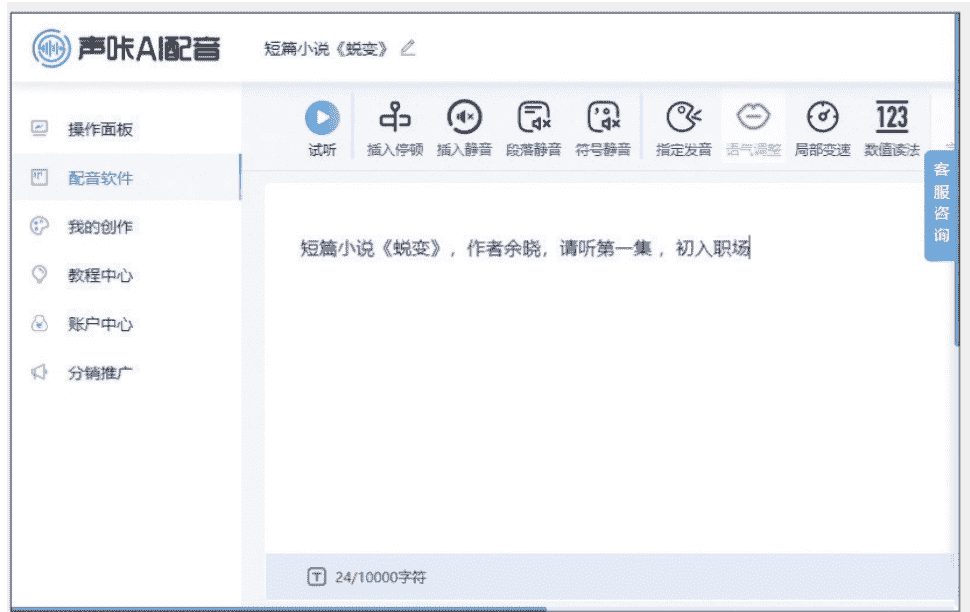 声咔AI配音
短篇小说《蜕变》
操作面板
配音软件
我的创作
教程中心
账户中心
分销推广
试听
插入停顿
插入静音
段落静音
符号静音
指定发音
语气调整
局部变速
123
数值读法
客服咨询
短篇小说《蜕变》，作者余晓，请听第一集，初入职场
24/10000字符